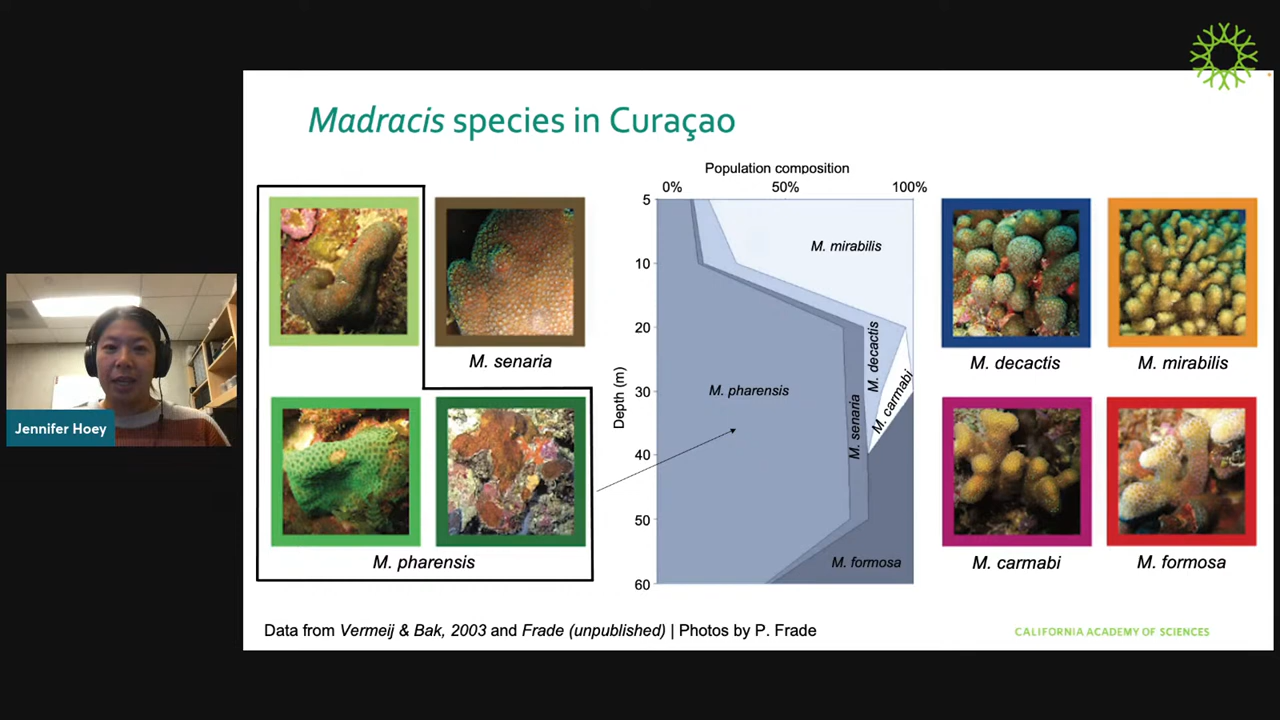 Madracis species in Curaçao
Population composition
0% 50% 100%
5
10
20
30
40
50
60
Depth (m)
M. mirabilis
M. decactis
M. carmabi
M. pharensis
M. senaria
M. formosa
M. senaria
M. pharensis
M. decactis
M. mirabilis
M. carmabi
M. formosa
Jennifer Hoey
Data from Vermeij & Bak, 2003 and Frade (unpublished) | Photos by P. Frade
CALIFORNIA ACADEMY OF SCIENCES